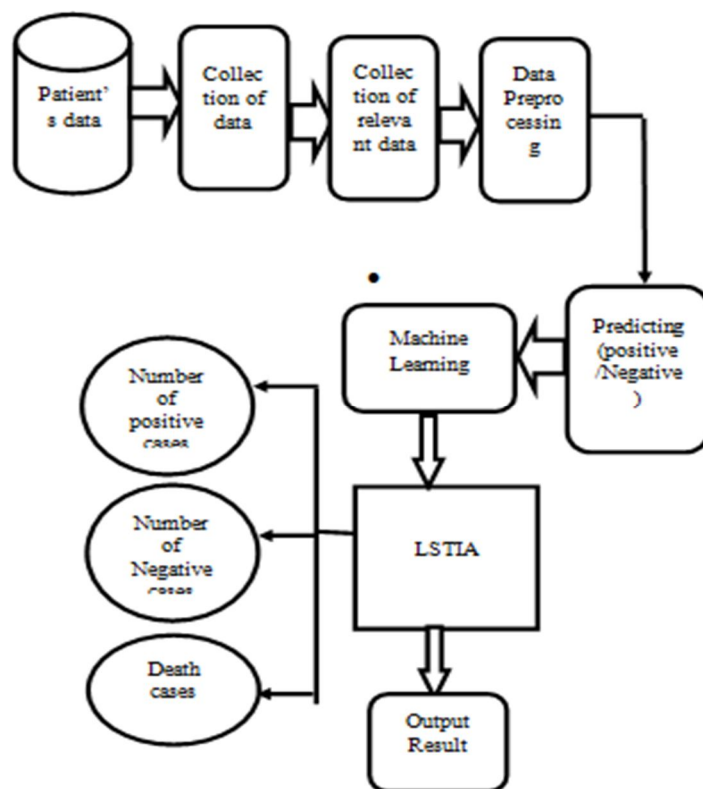 Patient'
s data
Collec
tion of
data
Collec
tion of
releva
nt data
Data
Prepro
cessin
g
Predicting
(positive
/Negative
)
Machine
Learning
LSTIA
Number
of
positive
cases
Number
of
Negative
cases
Death
cases
Output
Result